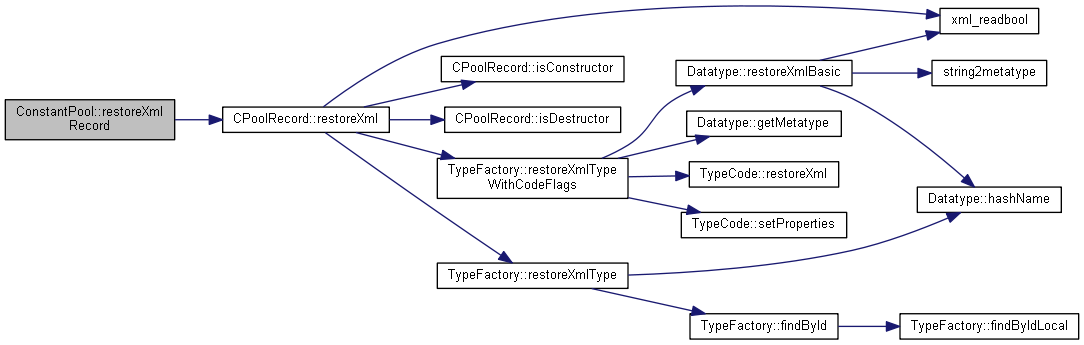 ConstantPool::restoreXml
Record
CPoolRecord::restoreXml
CPoolRecord::isConstructor
CPoolRecord::isDestructor
TypeFactory::restoreXmlType
WithCodeFlags
TypeFactory::restoreXmlType
Datatype::restoreXmlBasic
Datatype::getMetatype
TypeCode::restoreXml
TypeCode::setProperties
TypeFactory::findById
xml_readbool
string2metatype
Datatype::hashName
TypeFactory::findByIdLocal